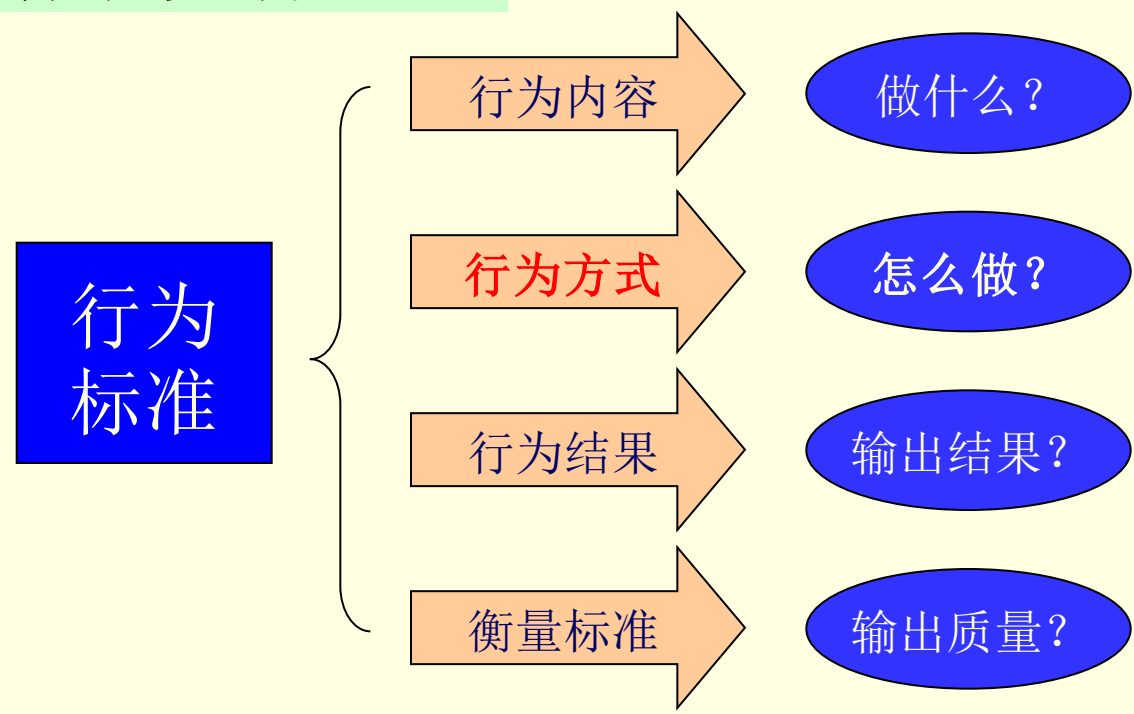 行为内容
做什么？
行为方式
怎么做？
行为
标准
行为结果
输出结果？
衡量标准
输出质量？